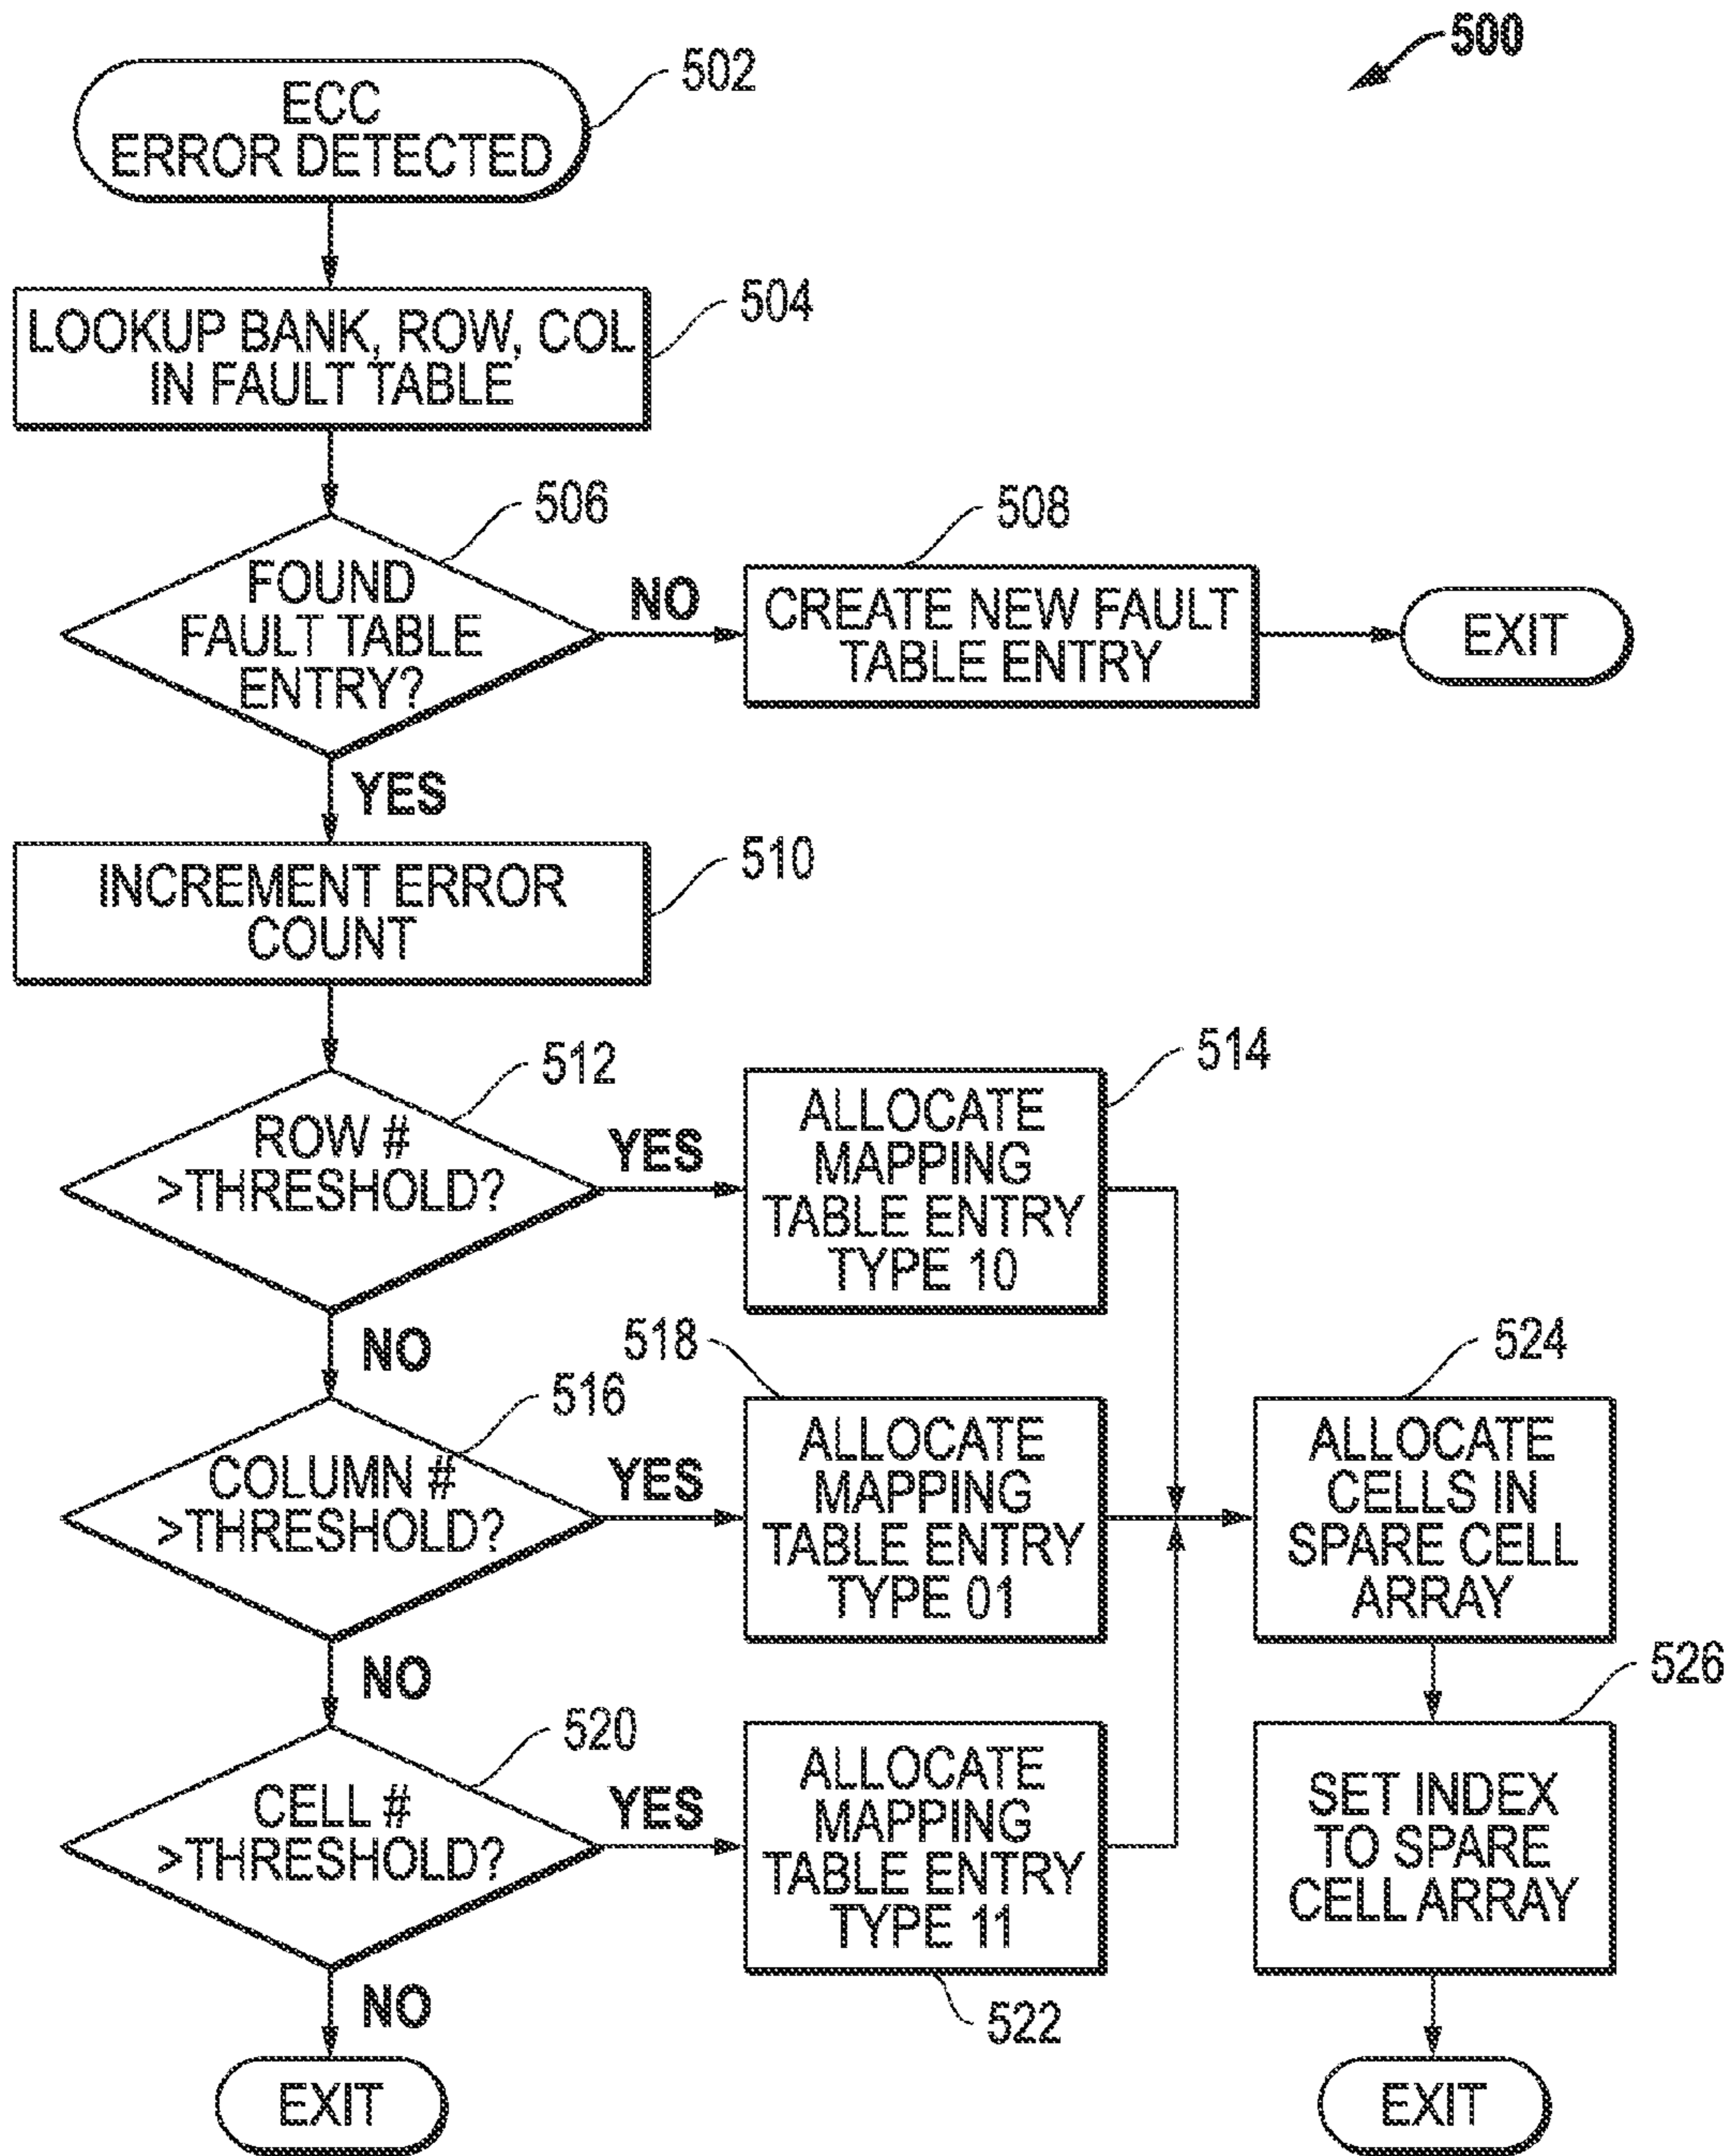 500
ECC
ERROR DETECTED
502
LOOKUP BANK, ROW, COL
IN FAULT TABLE
504
FOUND
FAULT TABLE
ENTRY?
506
NO
CREATE NEW FAULT
TABLE ENTRY
508
EXIT
YES
INCREMENT ERROR
COUNT
510
ROW #
>THRESHOLD?
512
YES
ALLOCATE
MAPPING
TABLE ENTRY
TYPE 10
514
NO
COLUMN #
>THRESHOLD?
516
YES
ALLOCATE
MAPPING
TABLE ENTRY
TYPE 01
518
ALLOCATE
CELLS IN
SPARE CELL
ARRAY
524
NO
CELL #
>THRESHOLD?
520
YES
ALLOCATE
MAPPING
TABLE ENTRY
TYPE 11
522
SET INDEX
TO SPARE
CELL ARRAY
526
NO
EXIT
EXIT